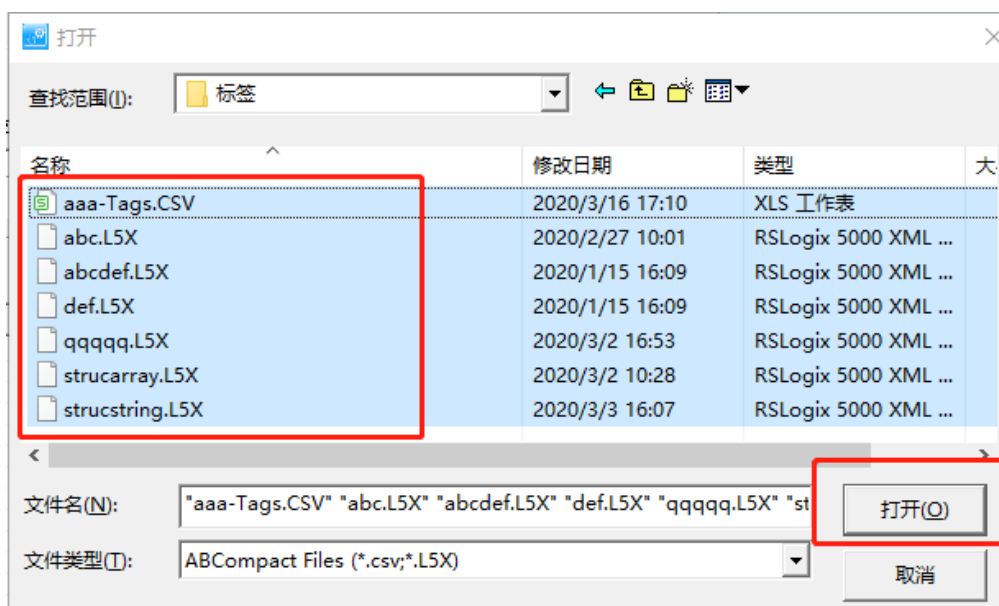 打开
查找范围(I): 标签
名称 修改日期 类型 大
aaa-Tags.CSV 2020/3/16 17:10 XLS 工作表
abc.L5X 2020/2/27 10:01 RSLogix 5000 XML ...
abcdef.L5X 2020/1/15 16:09 RSLogix 5000 XML ...
def.L5X 2020/1/15 16:09 RSLogix 5000 XML ...
qqqqq.L5X 2020/3/2 16:53 RSLogix 5000 XML ...
strucarray.L5X 2020/3/2 10:28 RSLogix 5000 XML ...
strucstring.L5X 2020/3/3 16:07 RSLogix 5000 XML ...
文件名(N): "aaa-Tags.CSV" "abc.L5X" "abcdef.L5X" "def.L5X" "qqqqq.L5X" "st 打开(O)
文件类型(T): ABCompact Files (*.csv;*.L5X) 取消